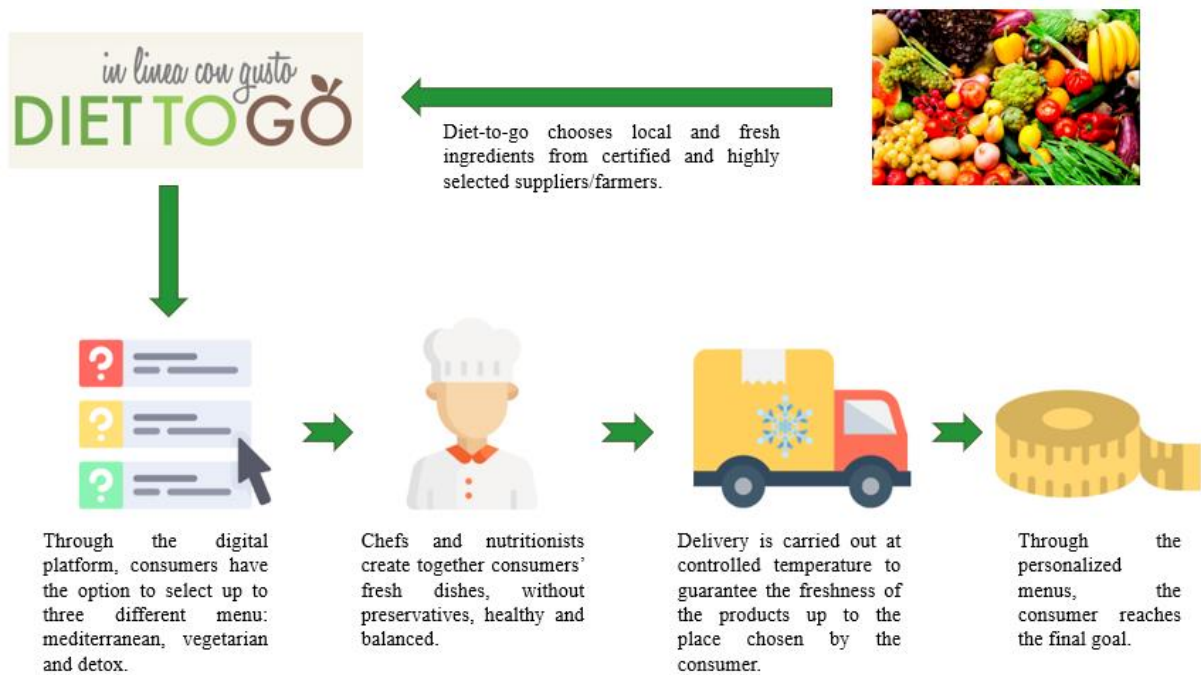 in linea con gusto
DIET TO GO
Diet-to-go chooses local and fresh
ingredients from certified and highly
selected suppliers/farmers.
?
?
?
Through the digital
platform, consumers have
the option to select up to
three different menu:
mediterranean, vegetarian
and detox.
Chefs and nutritionists
create together consumers’
fresh dishes, without
preservatives, healthy and
balanced.
Delivery is carried out at
controlled temperature to
guarantee the freshness of
the products up to the
place chosen by the
consumer.
Through the
personalized
menus, the
consumer reaches
the final goal.